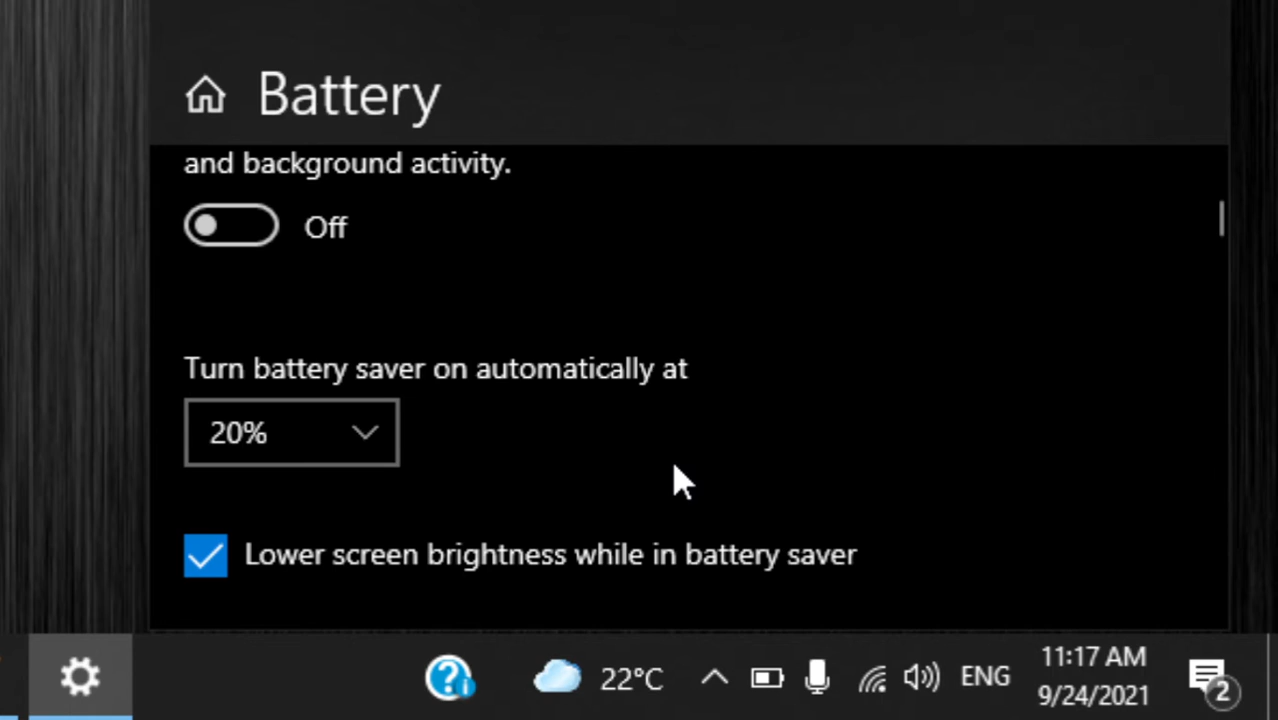 Battery
and background activity.
Off
Turn battery saver on automatically at
20%
Lower screen brightness while in battery saver
?
i
22°C
ENG
11:17 AM
9/24/2021
2